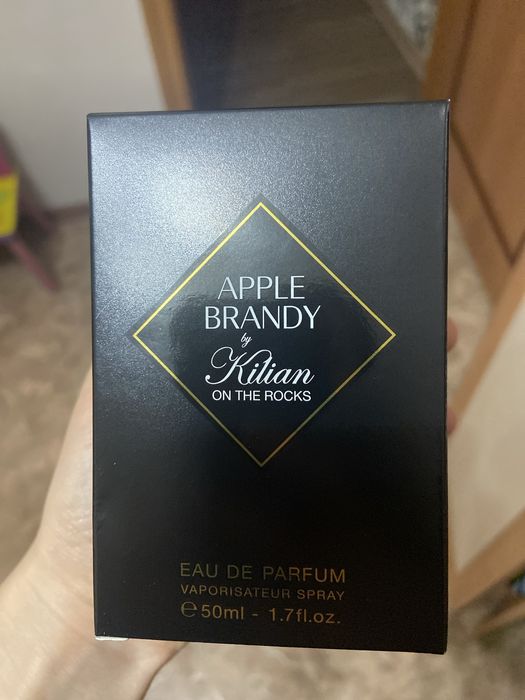 APPLE
BRANDY
by
Kilian
ON THE ROCKS
EAU DE PARFUM
VAPORISATEUR SPRAY
℮50ml - 1.7fl.oz.